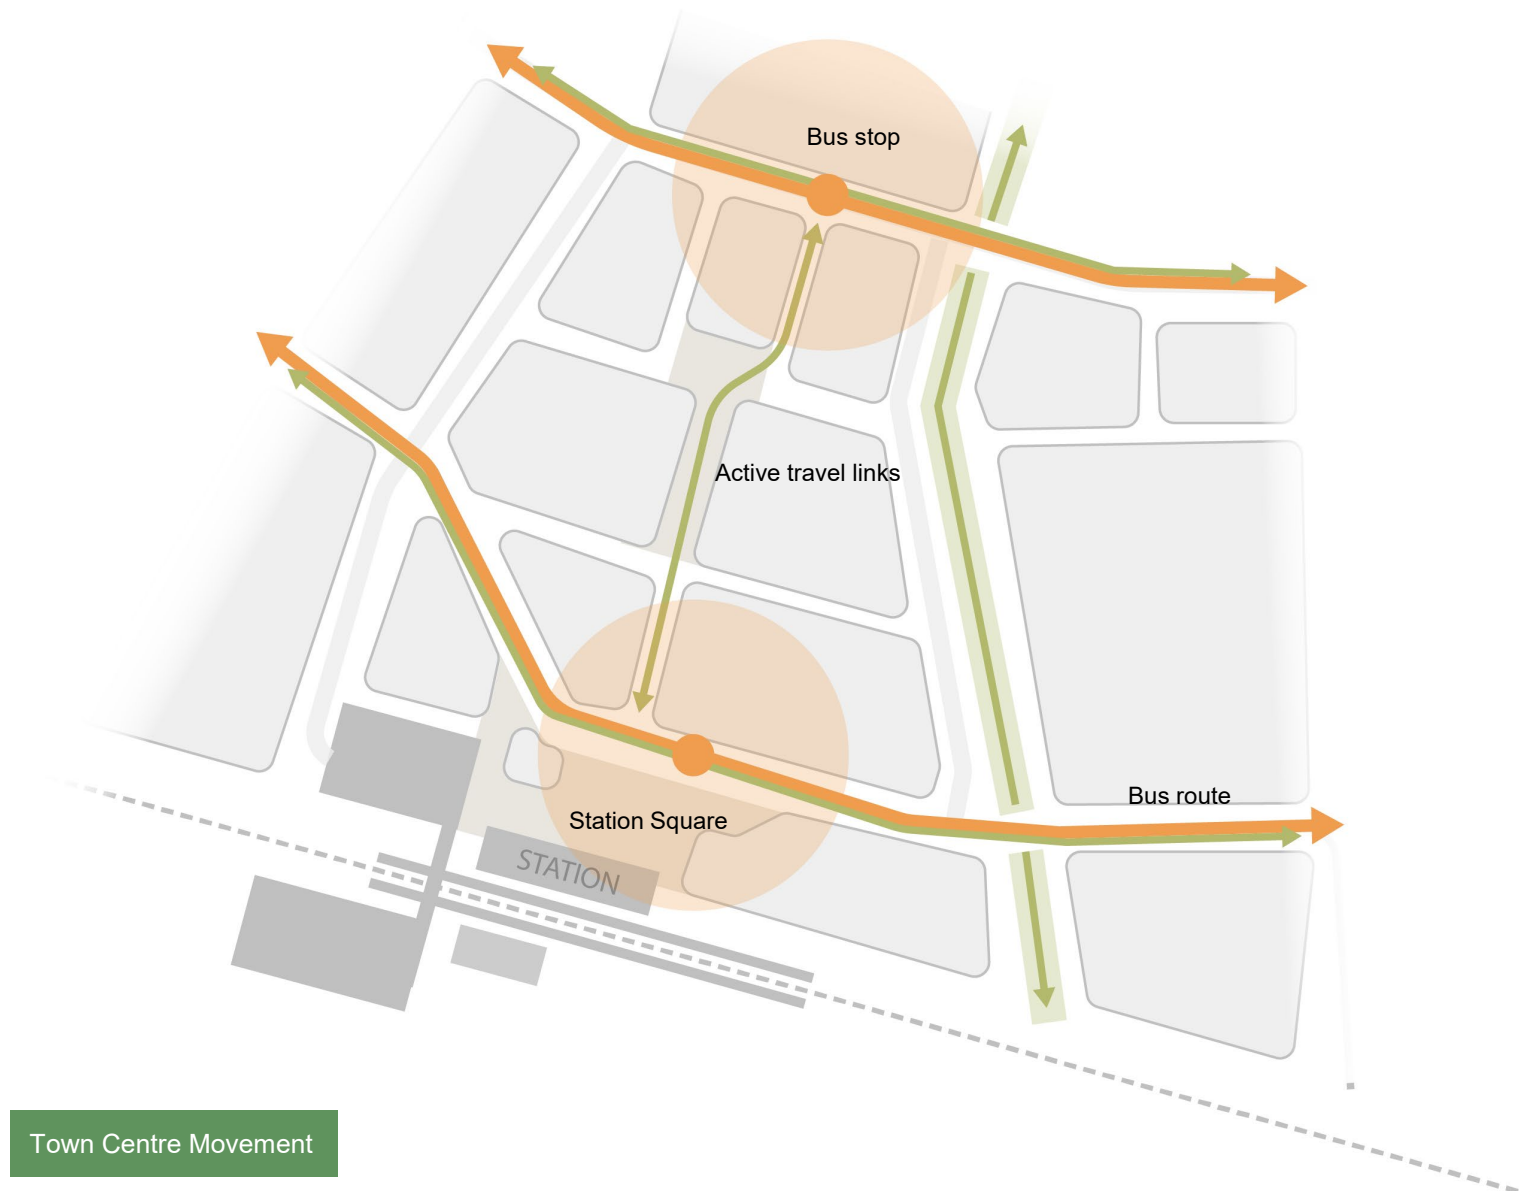 Bus stop
Active travel links
Bus route
Station Square
STATION
Town Centre Movement